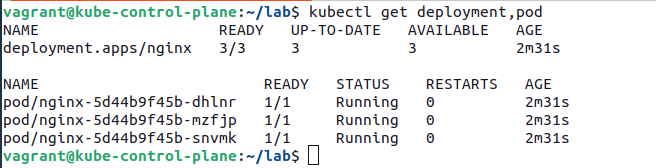 vagrant@kube-control-plane:~/lab$ kubectl get deployment,pod
NAME                    READY   UP-TO-DATE   AVAILABLE   AGE
deployment.apps/nginx   3/3     3            3           2m31s

NAME                         READY   STATUS    RESTARTS   AGE
pod/nginx-5d44b9f45b-dhlnr   1/1     Running   0          2m31s
pod/nginx-5d44b9f45b-mzfjp   1/1     Running   0          2m31s
pod/nginx-5d44b9f45b-snvmk   1/1     Running   0          2m31s
vagrant@kube-control-plane:~/lab$